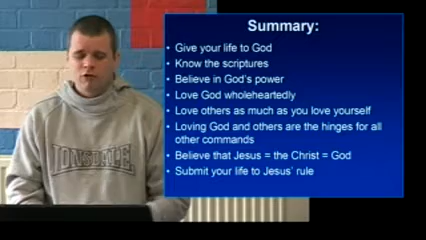 Summary:
• Give your life to God
• Know the scriptures
• Believe in God's power
• Love God wholeheartedly
• Love others as much as you love yourself
• Loving God and others are the hinges for all
other commands
• Believe that Jesus = the Christ = God
• Submit your life to Jesus' rule
LONSDALE